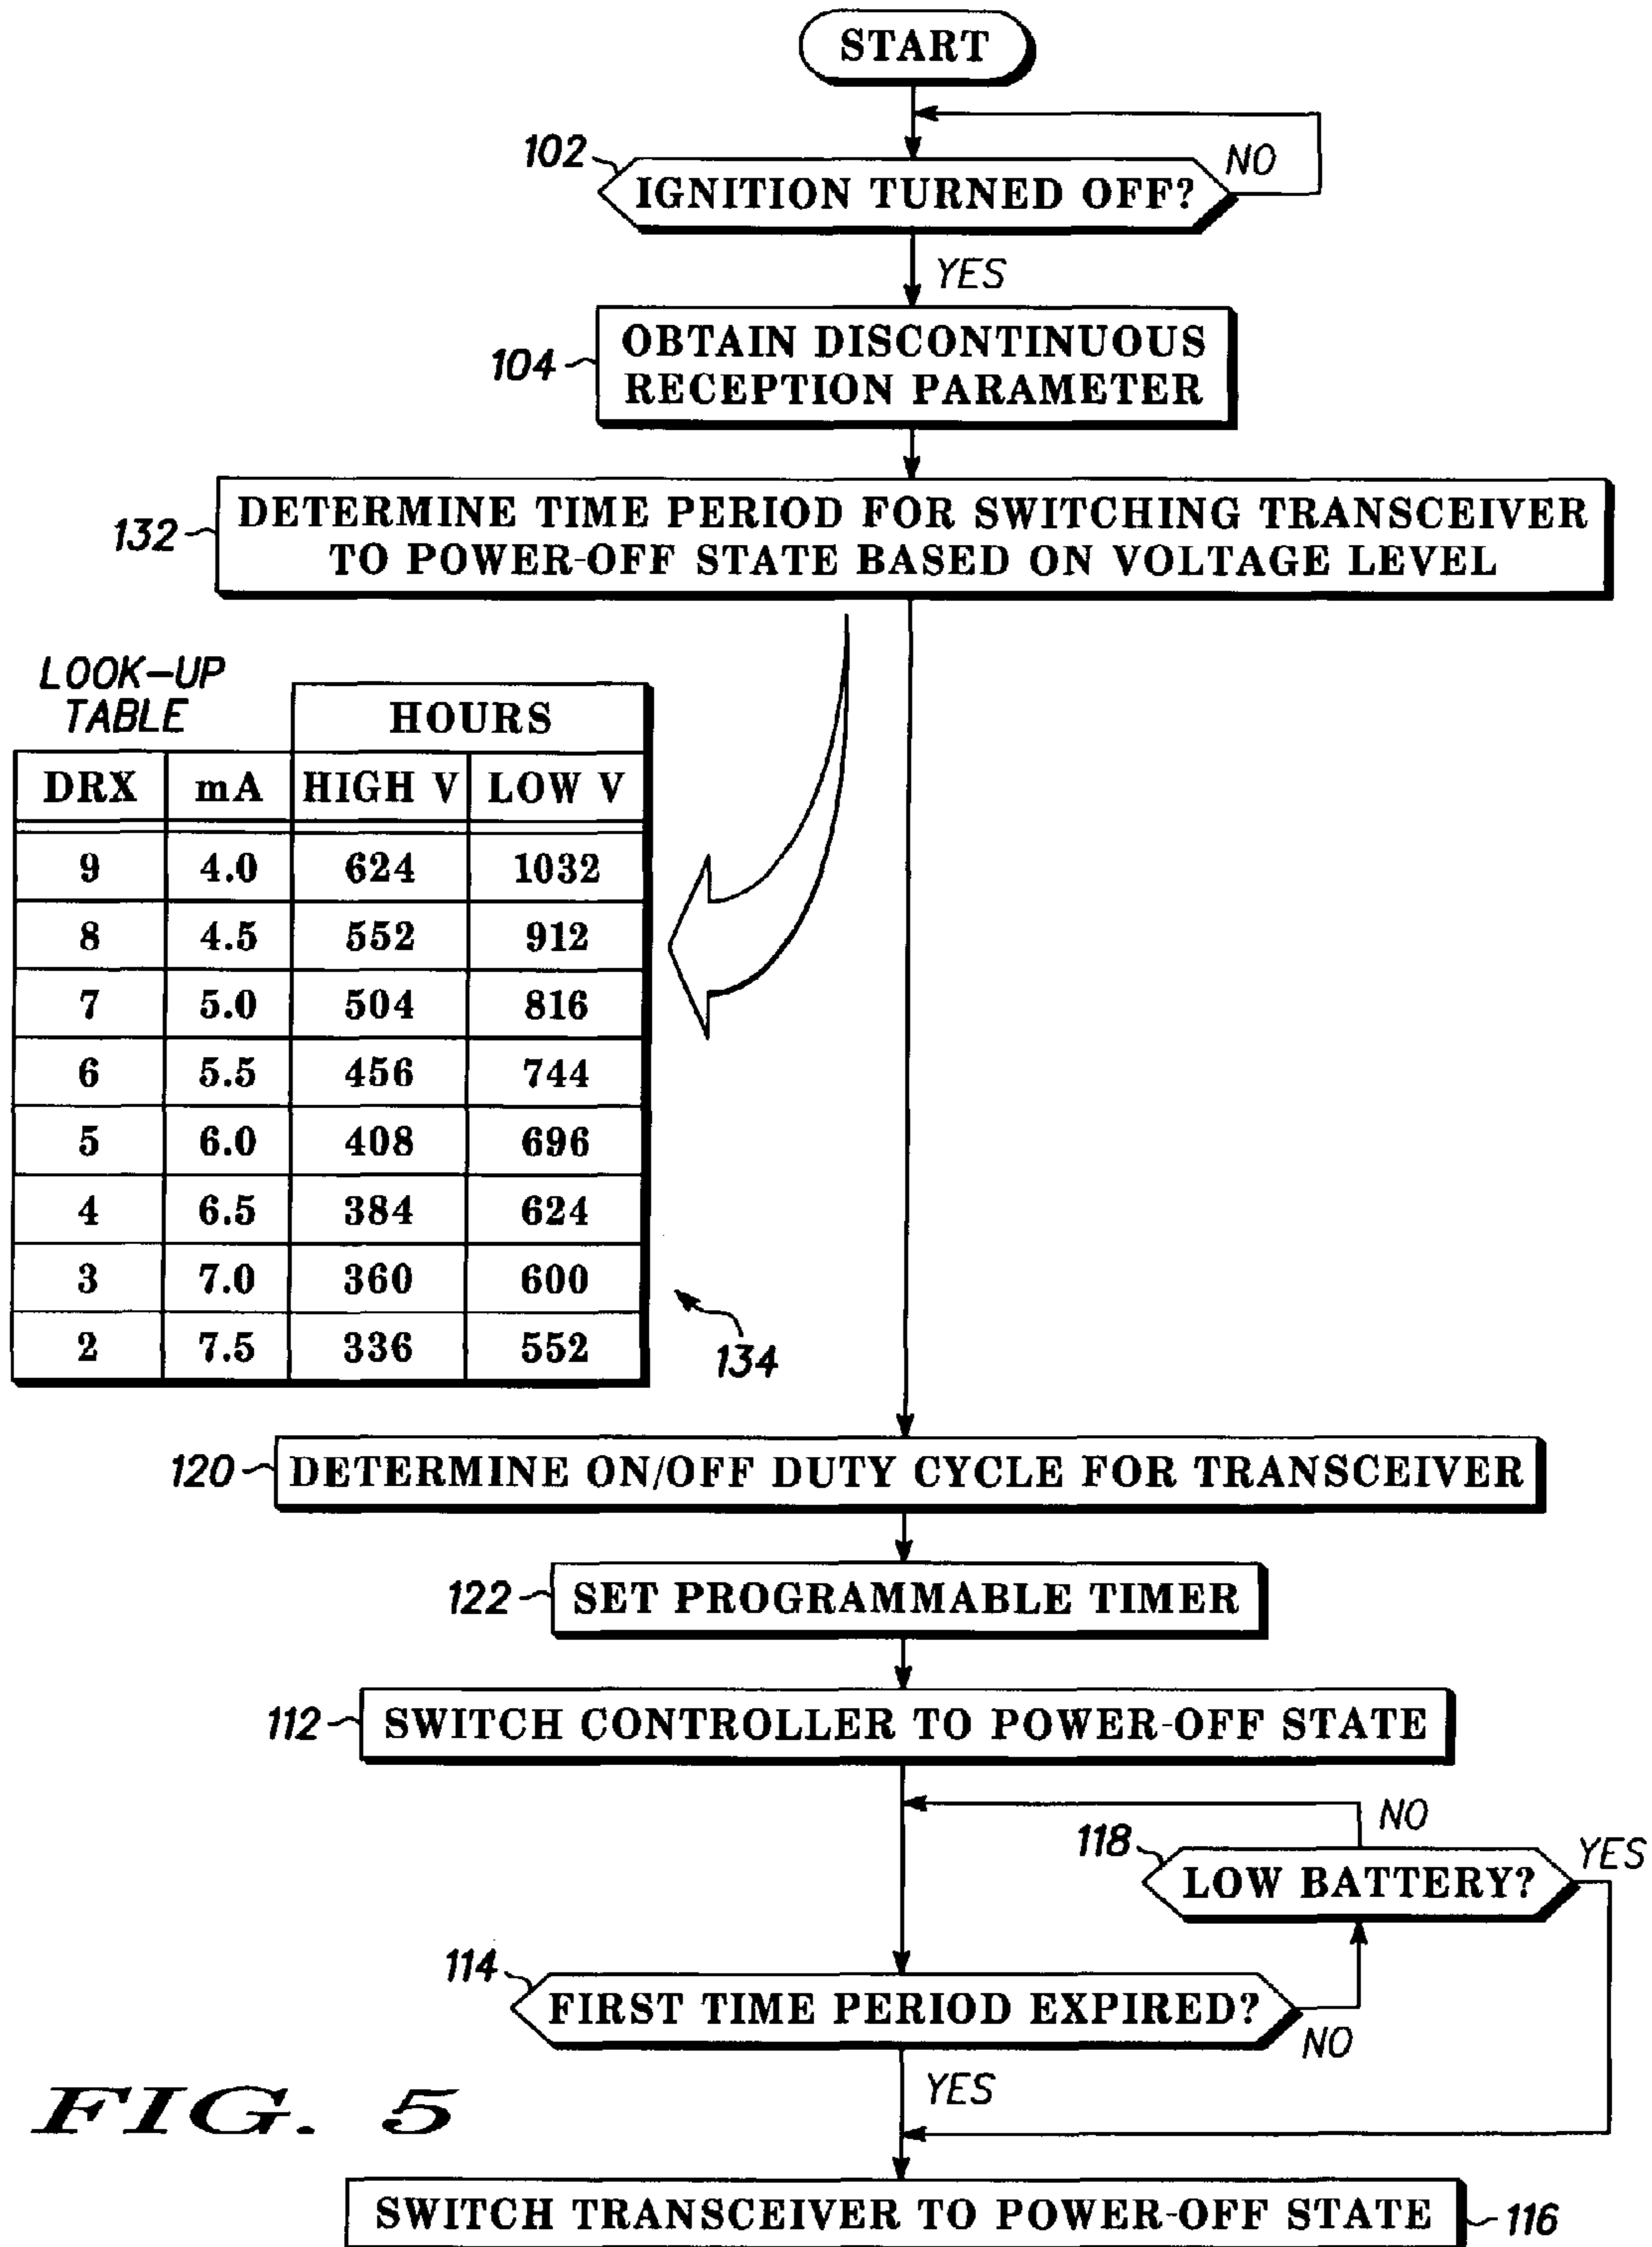 START
102
IGNITION TURNED OFF?
NO
YES
104
OBTAIN DISCONTINUOUS
RECEPTION PARAMETER
132
DETERMINE TIME PERIOD FOR SWITCHING TRANSCEIVER
TO POWER-OFF STATE BASED ON VOLTAGE LEVEL
LOOK-UP
TABLE
HOURS
DRX mA HIGH V LOW V
9 4.0 624 1032
8 4.5 552 912
7 5.0 504 816
6 5.5 456 744
5 6.0 408 696
4 6.5 384 624
3 7.0 360 600
2 7.5 336 552
134
120
DETERMINE ON/OFF DUTY CYCLE FOR TRANSCEIVER
122
SET PROGRAMMABLE TIMER
112
SWITCH CONTROLLER TO POWER-OFF STATE
NO
118
LOW BATTERY?
YES
114
FIRST TIME PERIOD EXPIRED?
NO
YES
FIG. 5
SWITCH TRANSCEIVER TO POWER-OFF STATE
116